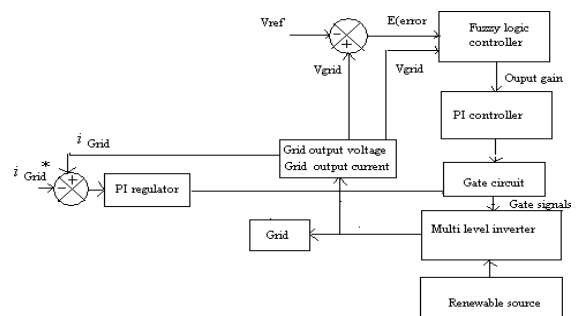 Vref
E(error
Fuzzy logic
controller
Vgrid
Vgrid
Ouput gain
PI controller
i Grid
Grid output voltage
Grid output current
i Grid*
PI regulator
Gate circuit
Gate signals
Grid
Multi level inverter
Renewable source